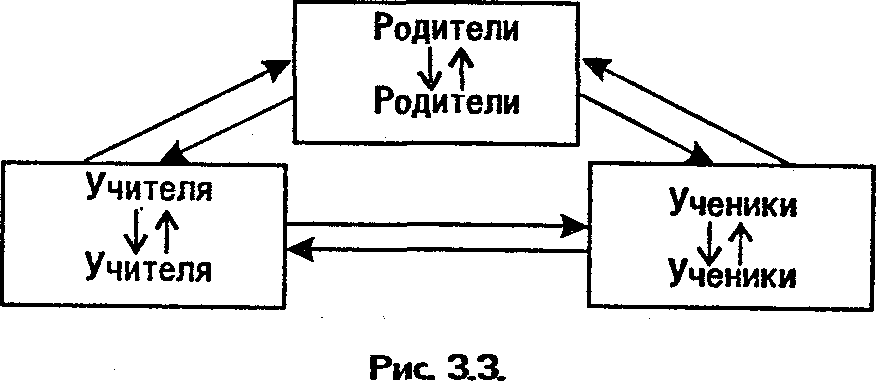 Родители
Родители
Учителя
Учителя
Ученики
Ученики
Рис. 3.3.